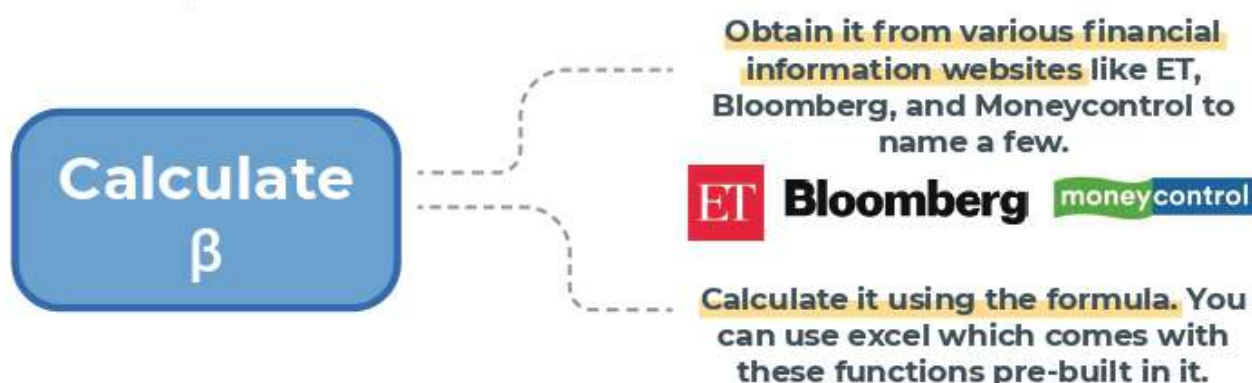 Calculate
β
Obtain it from various financial
information websites like ET,
Bloomberg, and Moneycontrol to
name a few.
ET Bloomberg moneycontrol
Calculate it using the formula. You
can use excel which comes with
these functions pre-built in it.